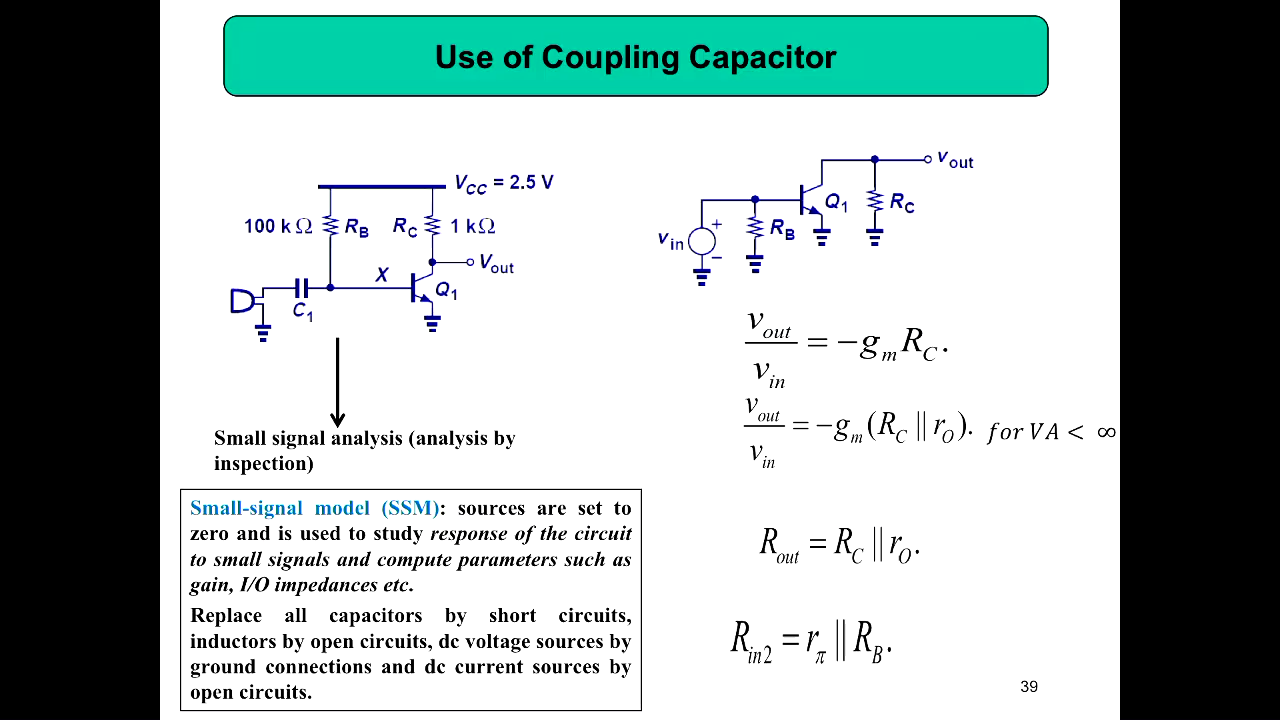 Use of Coupling Capacitor
V_CC = 2.5 V
100 k Ω R_B R_C 1 kΩ
V_out
X
Q_1
C_1
v_out
Q_1 R_C
v_in + − R_B
v_out / v_in = −g_m R_C.
v_out / v_in = −g_m (R_C || r_O). for VA < ∞
Small signal analysis (analysis by
inspection)
Small-signal model (SSM): sources are set to
zero and is used to study response of the circuit
to small signals and compute parameters such as
gain, I/O impedances etc.
Replace all capacitors by short circuits,
inductors by open circuits, dc voltage sources by
ground connections and dc current sources by
open circuits.
R_out = R_C || r_O.
R_in2 = r_π || R_B.
39